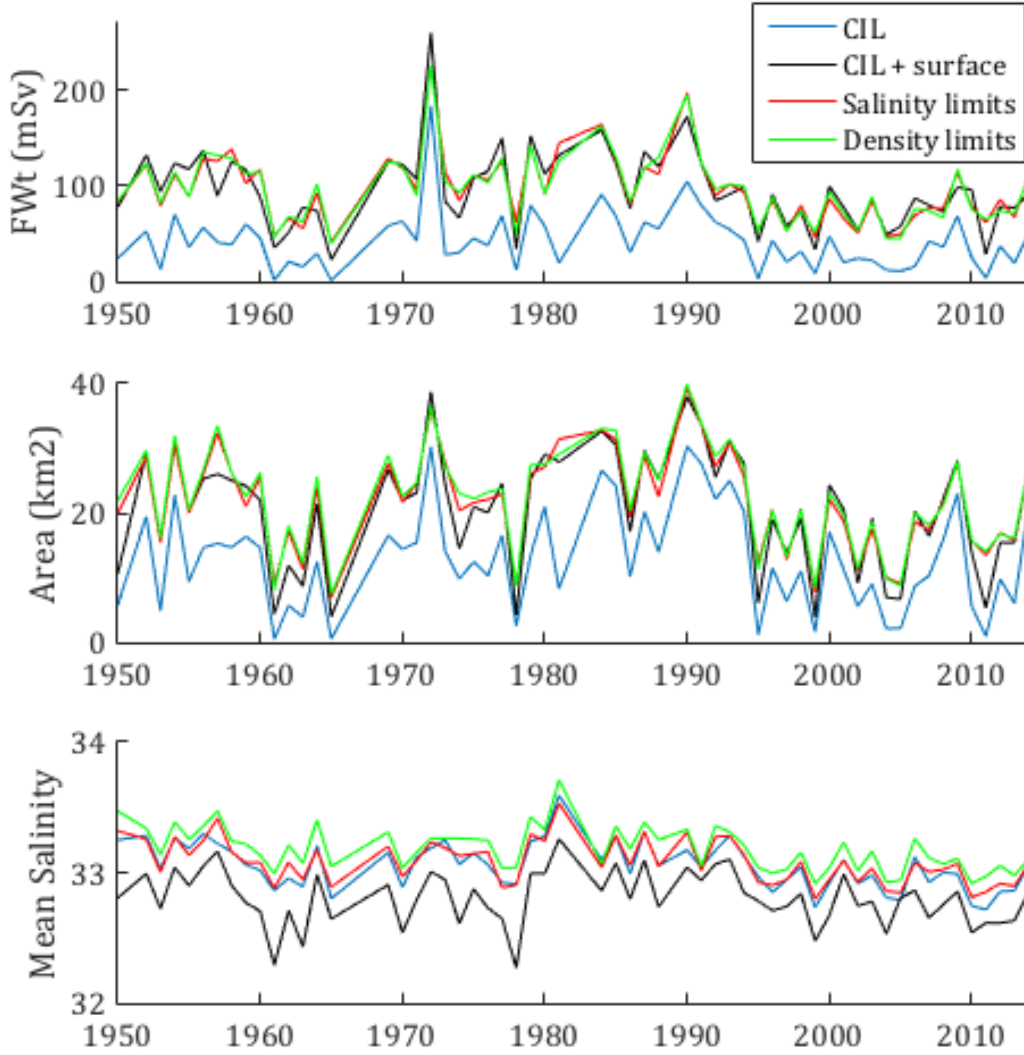 CIL
CIL + surface
Salinity limits
Density limits
FWt (mSv)
200
100
0
1950 1960 1970 1980 1990 2000 2010
Area (km2)
40
20
0
1950 1960 1970 1980 1990 2000 2010
Mean Salinity
34
33
32
1950 1960 1970 1980 1990 2000 2010